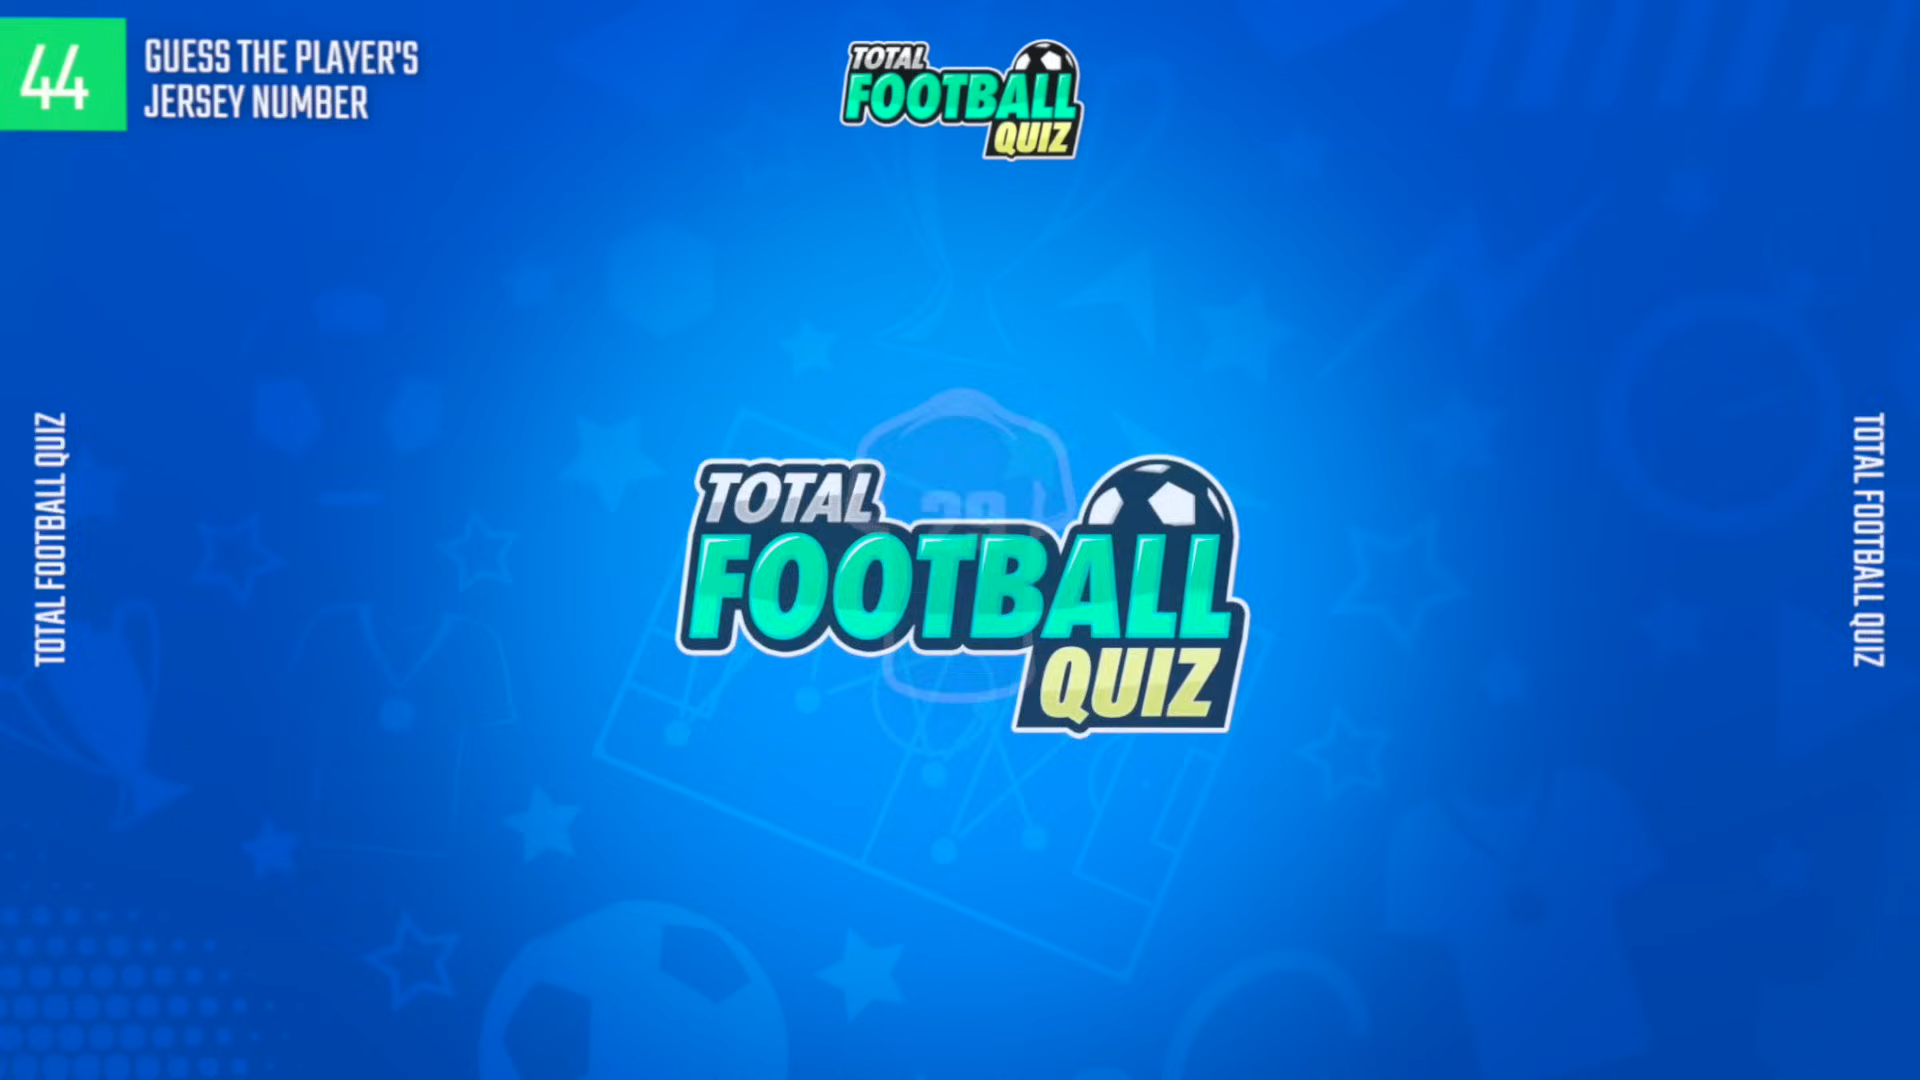 44
GUESS THE PLAYER'S
JERSEY NUMBER
TOTAL
FOOTBALL
QUIZ
TOTAL FOOTBALL QUIZ
TOTAL
FOOTBALL
QUIZ
TOTAL FOOTBALL QUIZ